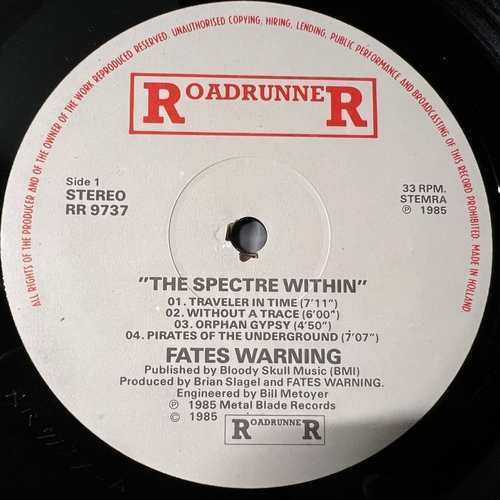 ALL RIGHTS OF THE PRODUCER AND OF THE OWNER OF THE WORK REPRODUCED RESERVED. UNAUTHORISED COPYING, HIRING, LENDING, PUBLIC PERFORMANCE AND BROADCASTING OF THIS RECORD PROHIBITED. MADE IN HOLLAND
ROADRUNNER
Side 1
STEREO
RR 9737
33 RPM.
STEMRA
℗ 1985
"THE SPECTRE WITHIN"
01. TRAVELER IN TIME (7'11")
02. WITHOUT A TRACE (6'00")
03. ORPHAN GYPSY (4'50")
04. PIRATES OF THE UNDERGROUND (7'07")
FATES WARNING
Published by Bloody Skull Music (BMI)
Produced by Brian Slagel and FATES WARNING.
Engineered by Bill Metoyer
℗ 1985 Metal Blade Records
© 1985 ROADRUNNER